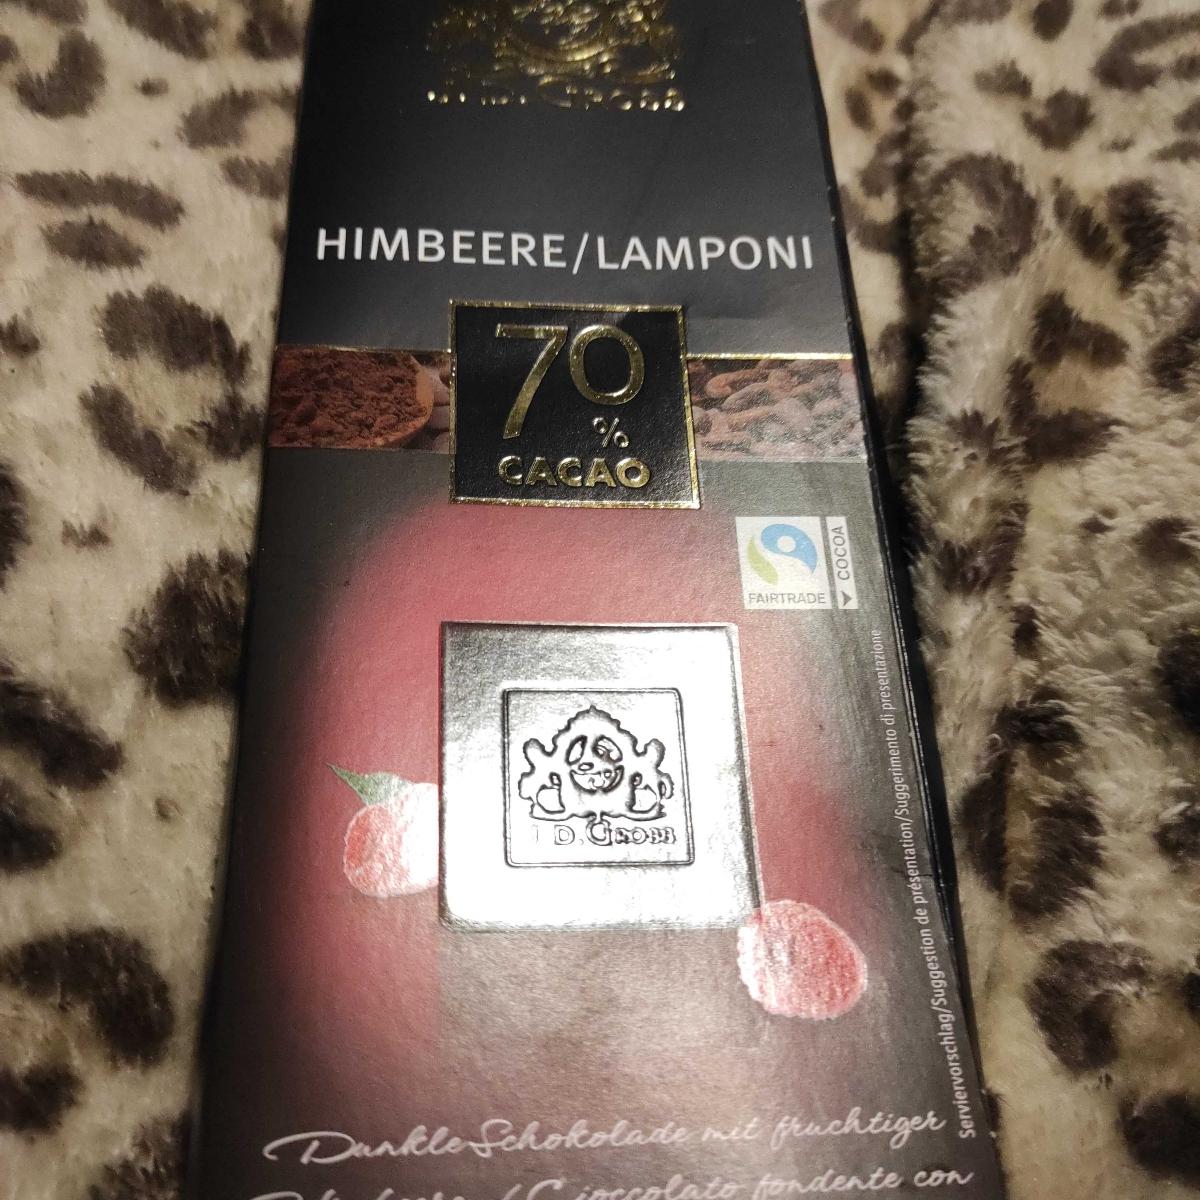 J. D. GROSS
HIMBEERE/LAMPONI
70
%
CACAO
FAIRTRADE
COCOA
J. D. GROSS
Serviervorschlag/Suggestion de présentation/Suggerimento di presentazione
Dunkle Schokolade mit fruchtiger
Cioccolato fondente con